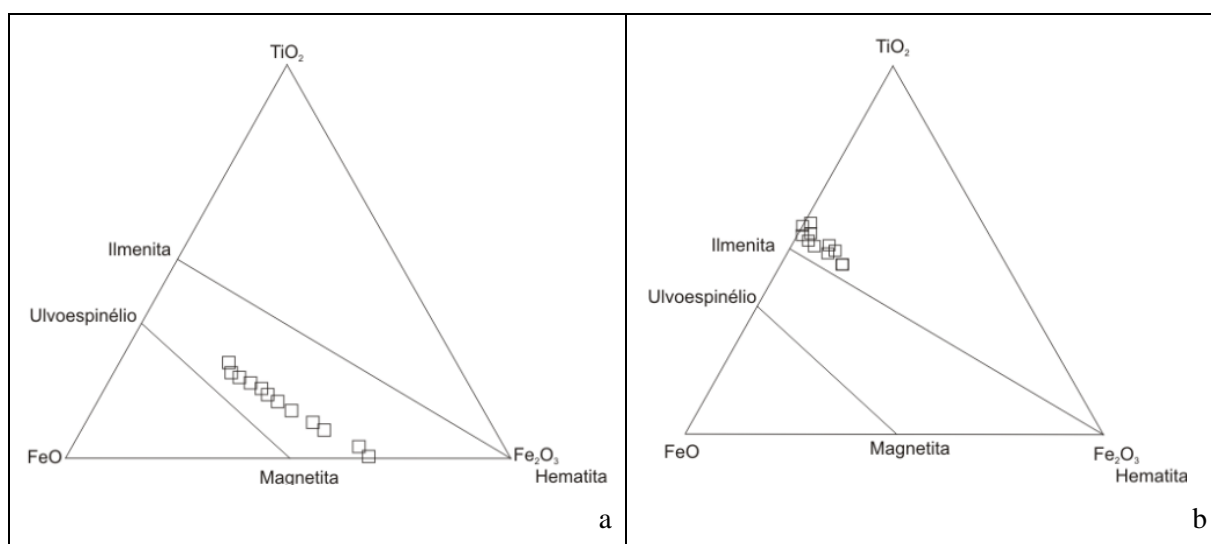 TiO₂
Ilmenita
Ulvoespinélio
FeO
Magnetita
Fe₂O₃
Hematita
a
TiO₂
Ilmenita
Ulvoespinélio
FeO
Magnetita
Fe₂O₃
Hematita
b